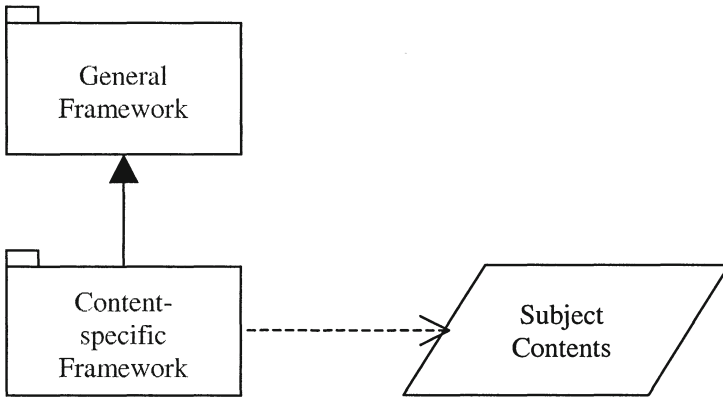 General
Framework
Content-
specific
Framework
Subject
Contents